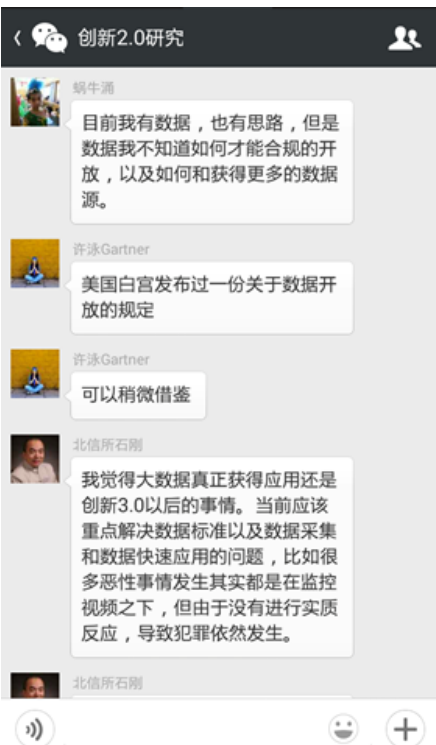 创新2.0研究
蜗牛涌
目前我有数据，也有思路，但是
数据我不知道如何才能合规的开
放，以及如何和获得更多的数据
源。
许泳Gartner
美国白宫发布过一份关于数据开
放的规定
许泳Gartner
可以稍微借鉴
北信所石刚
我觉得大数据真正获得应用还是
创新3.0以后的事情。当前应该
重点解决数据标准以及数据采集
和数据快速应用的问题，比如很
多恶性事情发生其实都是在监控
视频之下，但由于没有进行实质
反应，导致犯罪依然发生。
北信所石刚